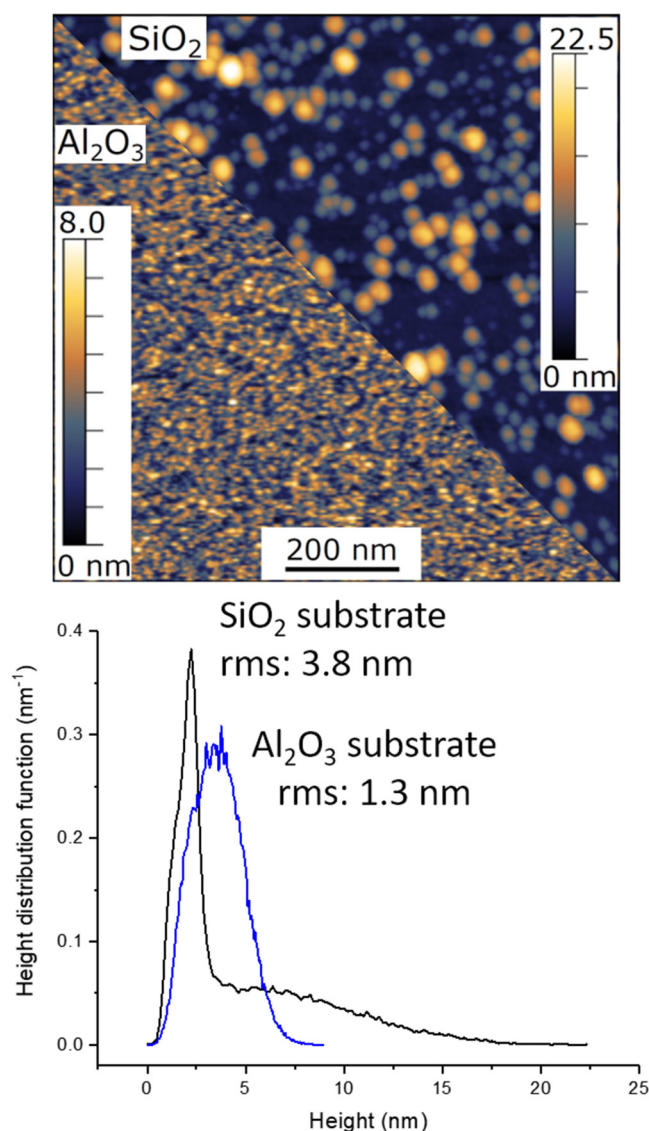 SiO₂
22.5
Al₂O₃
8.0
0 nm
0 nm
200 nm
SiO₂ substrate
rms: 3.8 nm
Al₂O₃ substrate
rms: 1.3 nm
Height distribution function (nm⁻¹)
0.4
0.3
0.2
0.1
0.0
0 5 10 15 20 25
Height (nm)